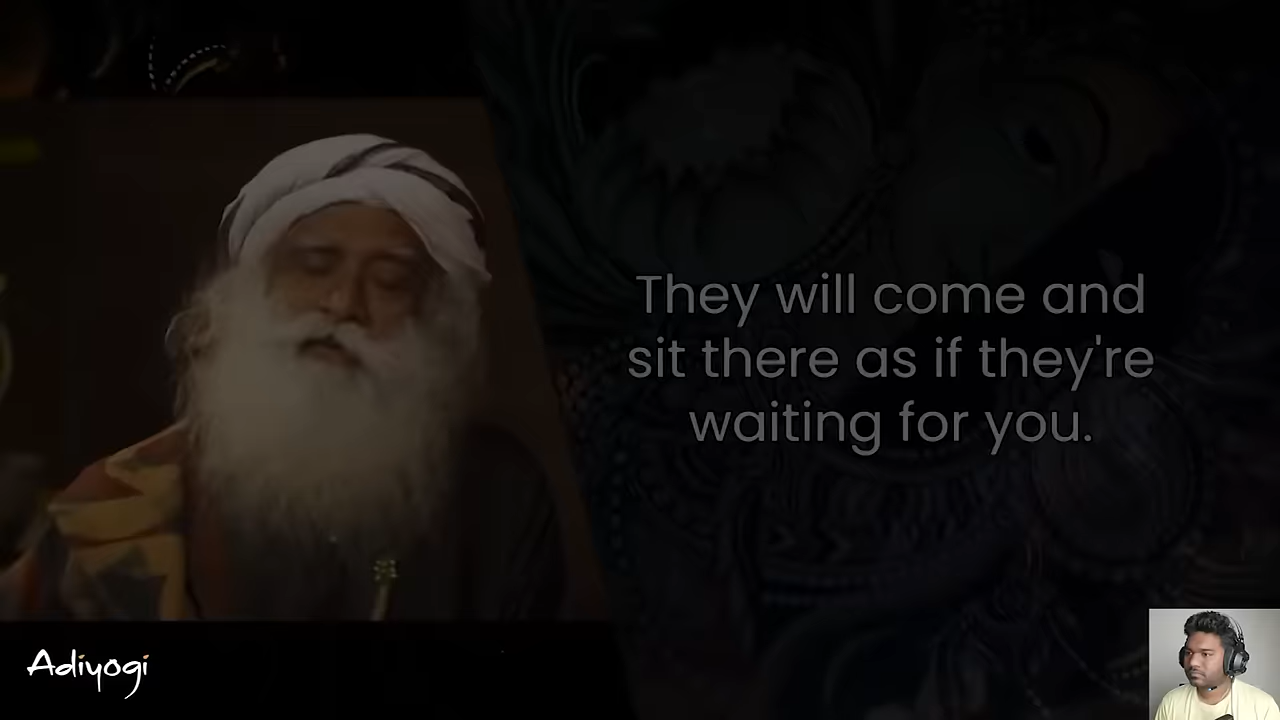 They will come and
sit there as if they're
waiting for you.
Adiyogi